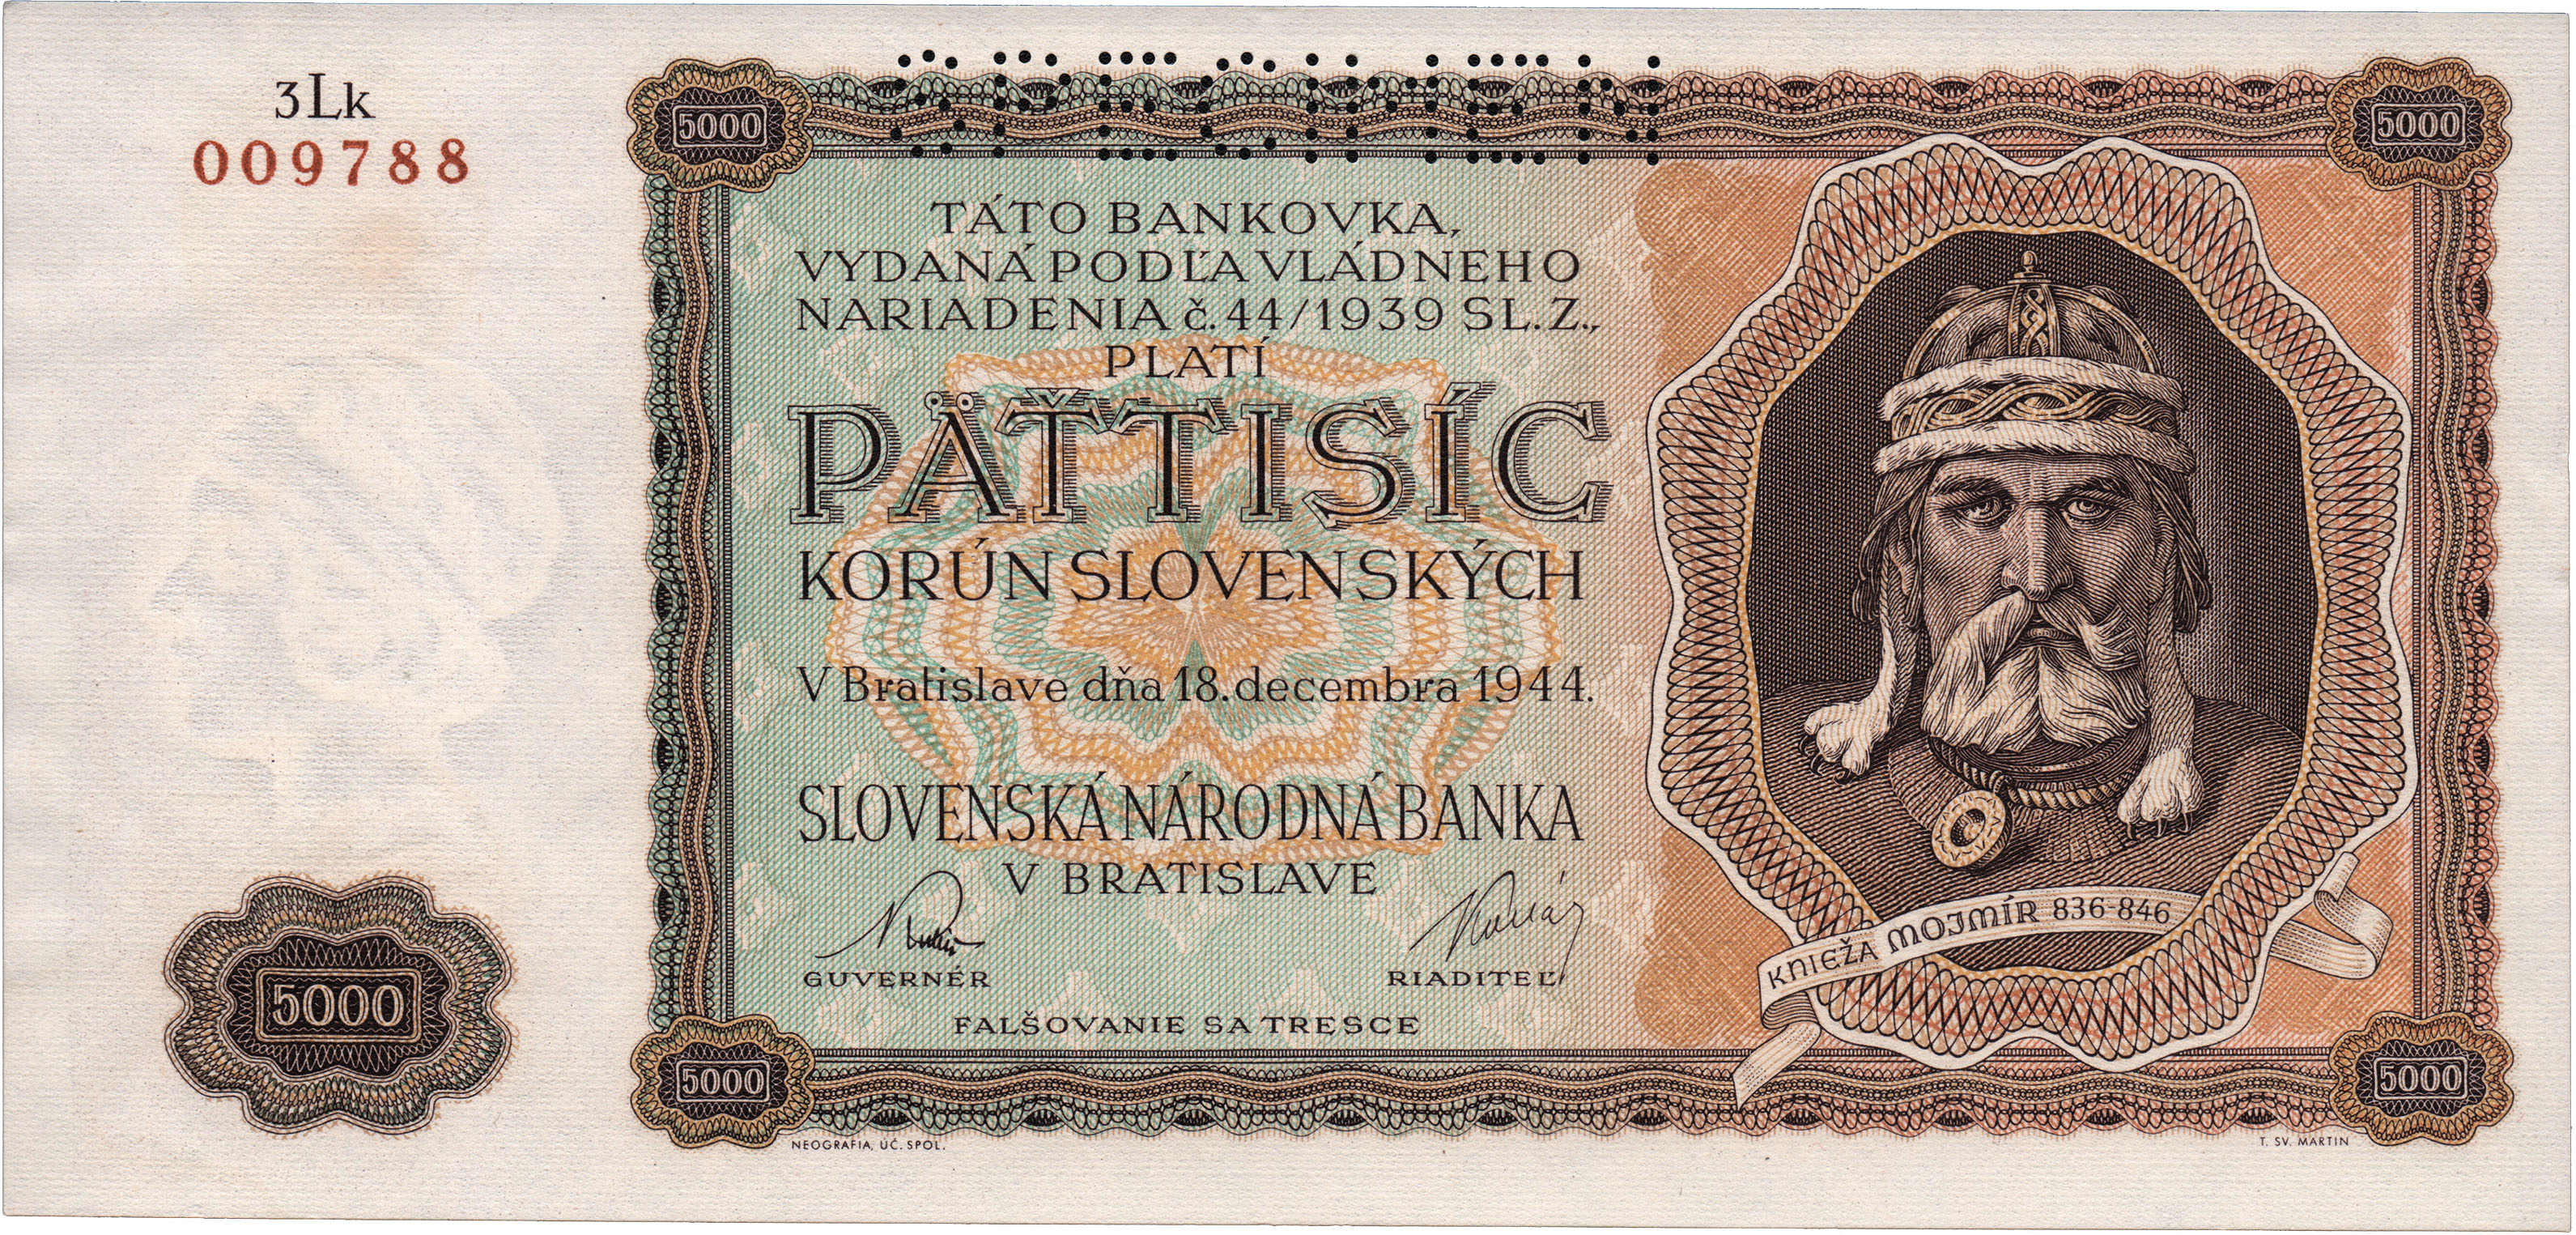 SPECIMEN
3Lk
009788
5000
5000
TÁTO BANKOVKA,
VYDANÁ PODĽA VLÁDNEHO
NARIADENIA č. 44/1939 SL. Z.,
PLATÍ
PÄŤTISÍC
KORÚN SLOVENSKÝCH
V Bratislave dňa 18. decembra 1944.
SLOVENSKÁ NÁRODNÁ BANKA
V BRATISLAVE
GUVERNÉR
RIADITEĽ
FALŠOVANIE SA TRESCE
KNIEŽA MOJMÍR 836-846
5000
5000
5000
NEOGRAFIA, ÚČ. SPOL.
T. SV. MARTIN